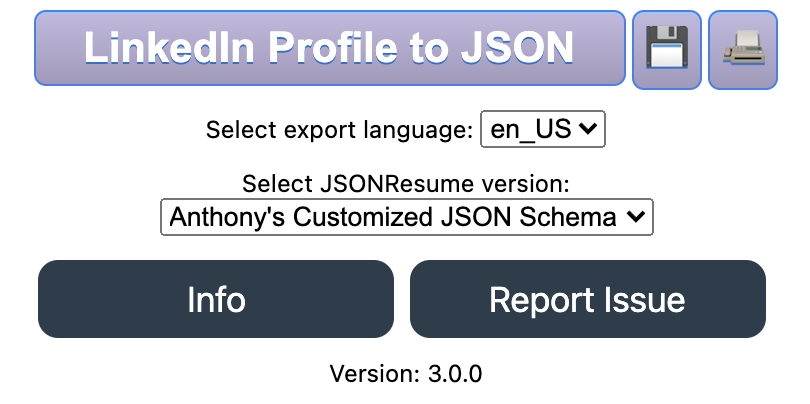 LinkedIn Profile to JSON
Select export language: en_US
Select JSONResume version:
Anthony's Customized JSON Schema
Info Report Issue
Version: 3.0.0